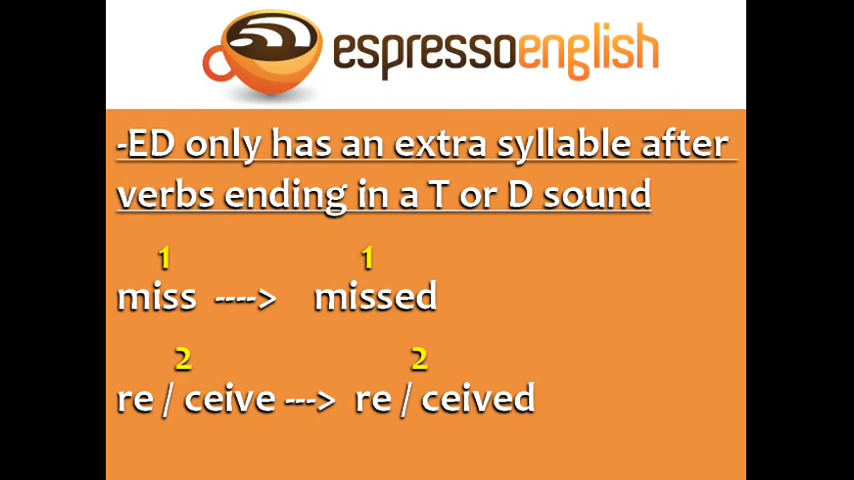 espressoenglish
-ED only has an extra syllable after
verbs ending in a T or D sound
1 1
miss ----> missed
2 2
re / ceive ---> re / ceived